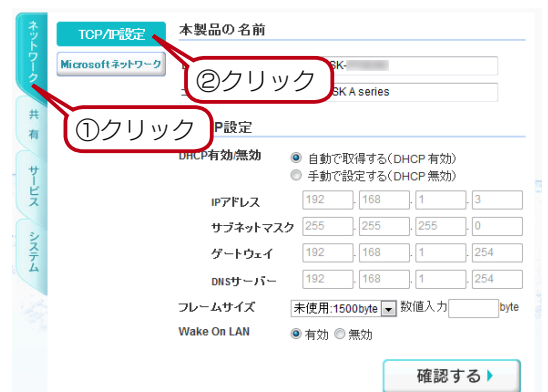 ネットワーク
共有
サービス
システム
TCP/IP設定
Microsoftネットワーク
②クリック
①クリック
本製品の名前
SK-
SK A series
P設定
DHCP有効/無効
自動で取得する(DHCP 有効)
手動で設定する(DHCP 無効)
IPアドレス 192 . 168 . 1 . 3
サブネットマスク 255 . 255 . 255 . 0
ゲートウェイ 192 . 168 . 1 . 254
DNSサーバー 192 . 168 . 1 . 254
フレームサイズ 未使用:1500byte 数値入力 byte
Wake On LAN 有効 無効
確認する